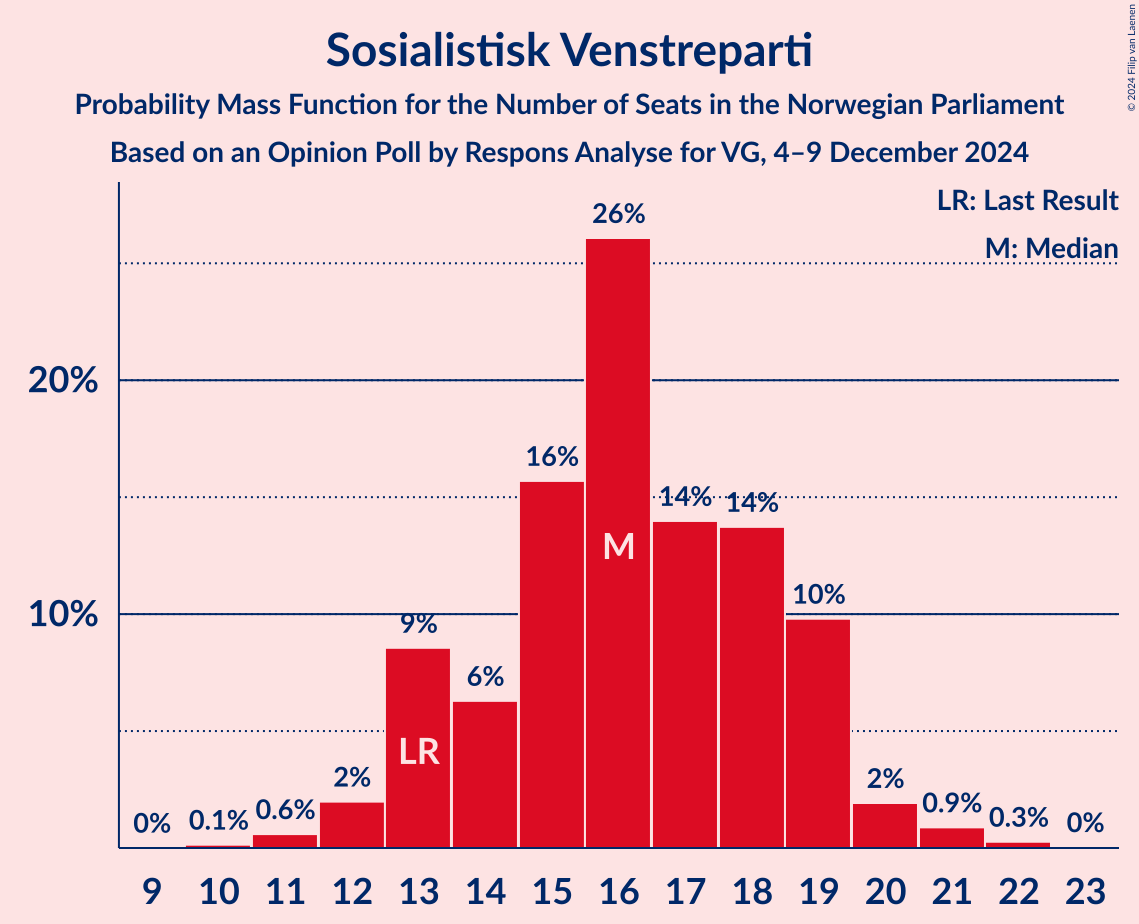 Sosialistisk Venstreparti
Probability Mass Function for the Number of Seats in the Norwegian Parliament
Based on an Opinion Poll by Respons Analyse for VG, 4–9 December 2024
© 2024 Filip van Laenen
LR: Last Result
M: Median
20%
10%
0% 0.1% 0.6% 2% 9% 6% 16% 26% 14% 14% 10% 2% 0.9% 0.3% 0%
LR M
9 10 11 12 13 14 15 16 17 18 19 20 21 22 23